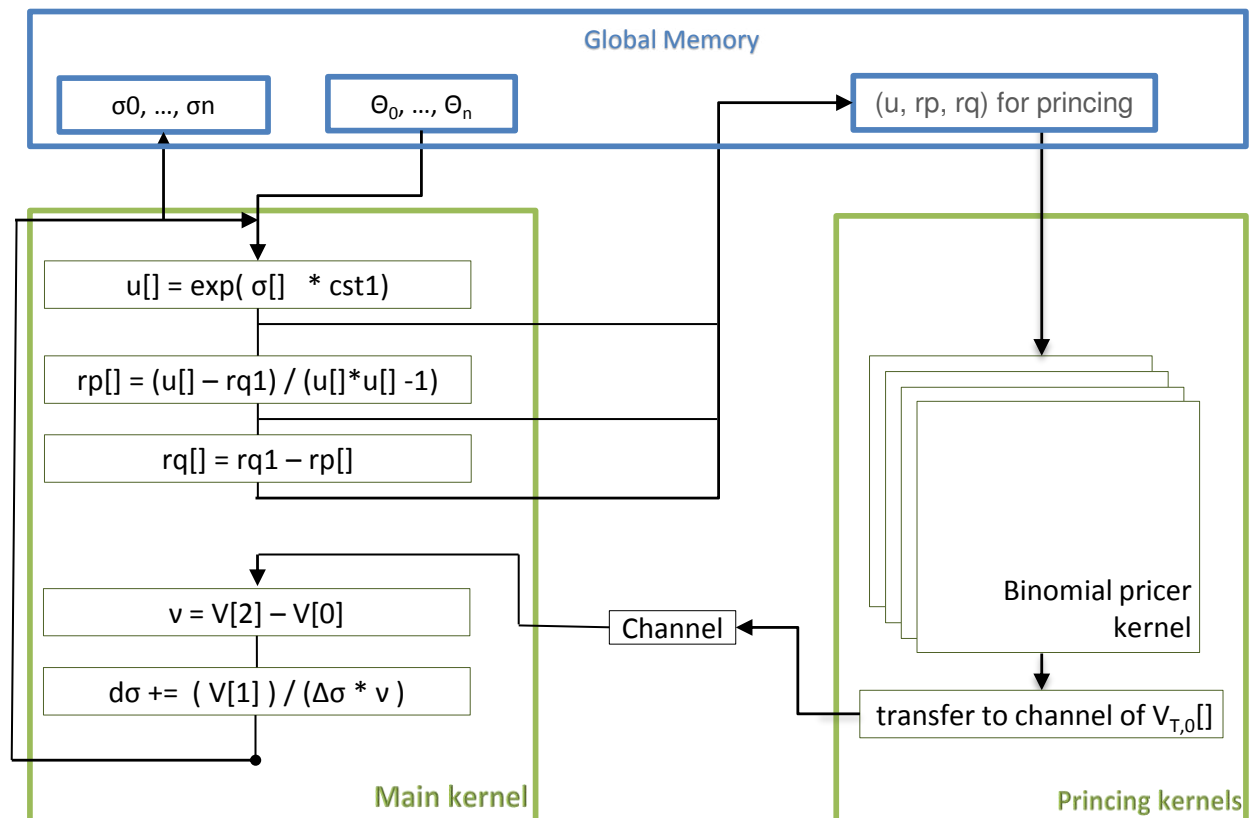 Global Memory
σ0, ..., σn
Θ₀, ..., Θₙ
(u, rp, rq) for princing
u[] = exp( σ[] * cst1)
rp[] = (u[] – rq1) / (u[]*u[] -1)
rq[] = rq1 – rp[]
ν = V[2] – V[0]
dσ += ( V[1] ) / (Δσ * ν )
Main kernel
Channel
Binomial pricer
kernel
transfer to channel of V_T,0[]
Princing kernels